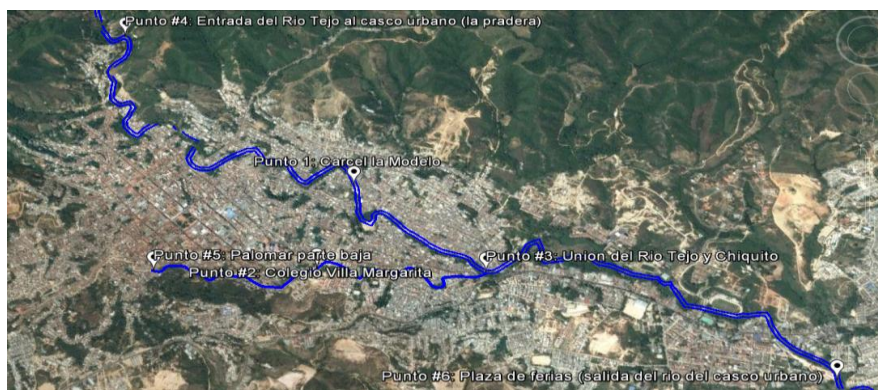 Punto #4: Entrada del Rio Tejo al casco urbano (la pradera)
Punto 1: Carcel la Modelo
Punto #5: Palomar parte baja
Punto #3: Union del Rio Tejo y Chiquito
Punto #2: Colegio Villa Margarita
Punto #6: Plaza de ferias (salida del rio del casco urbano)